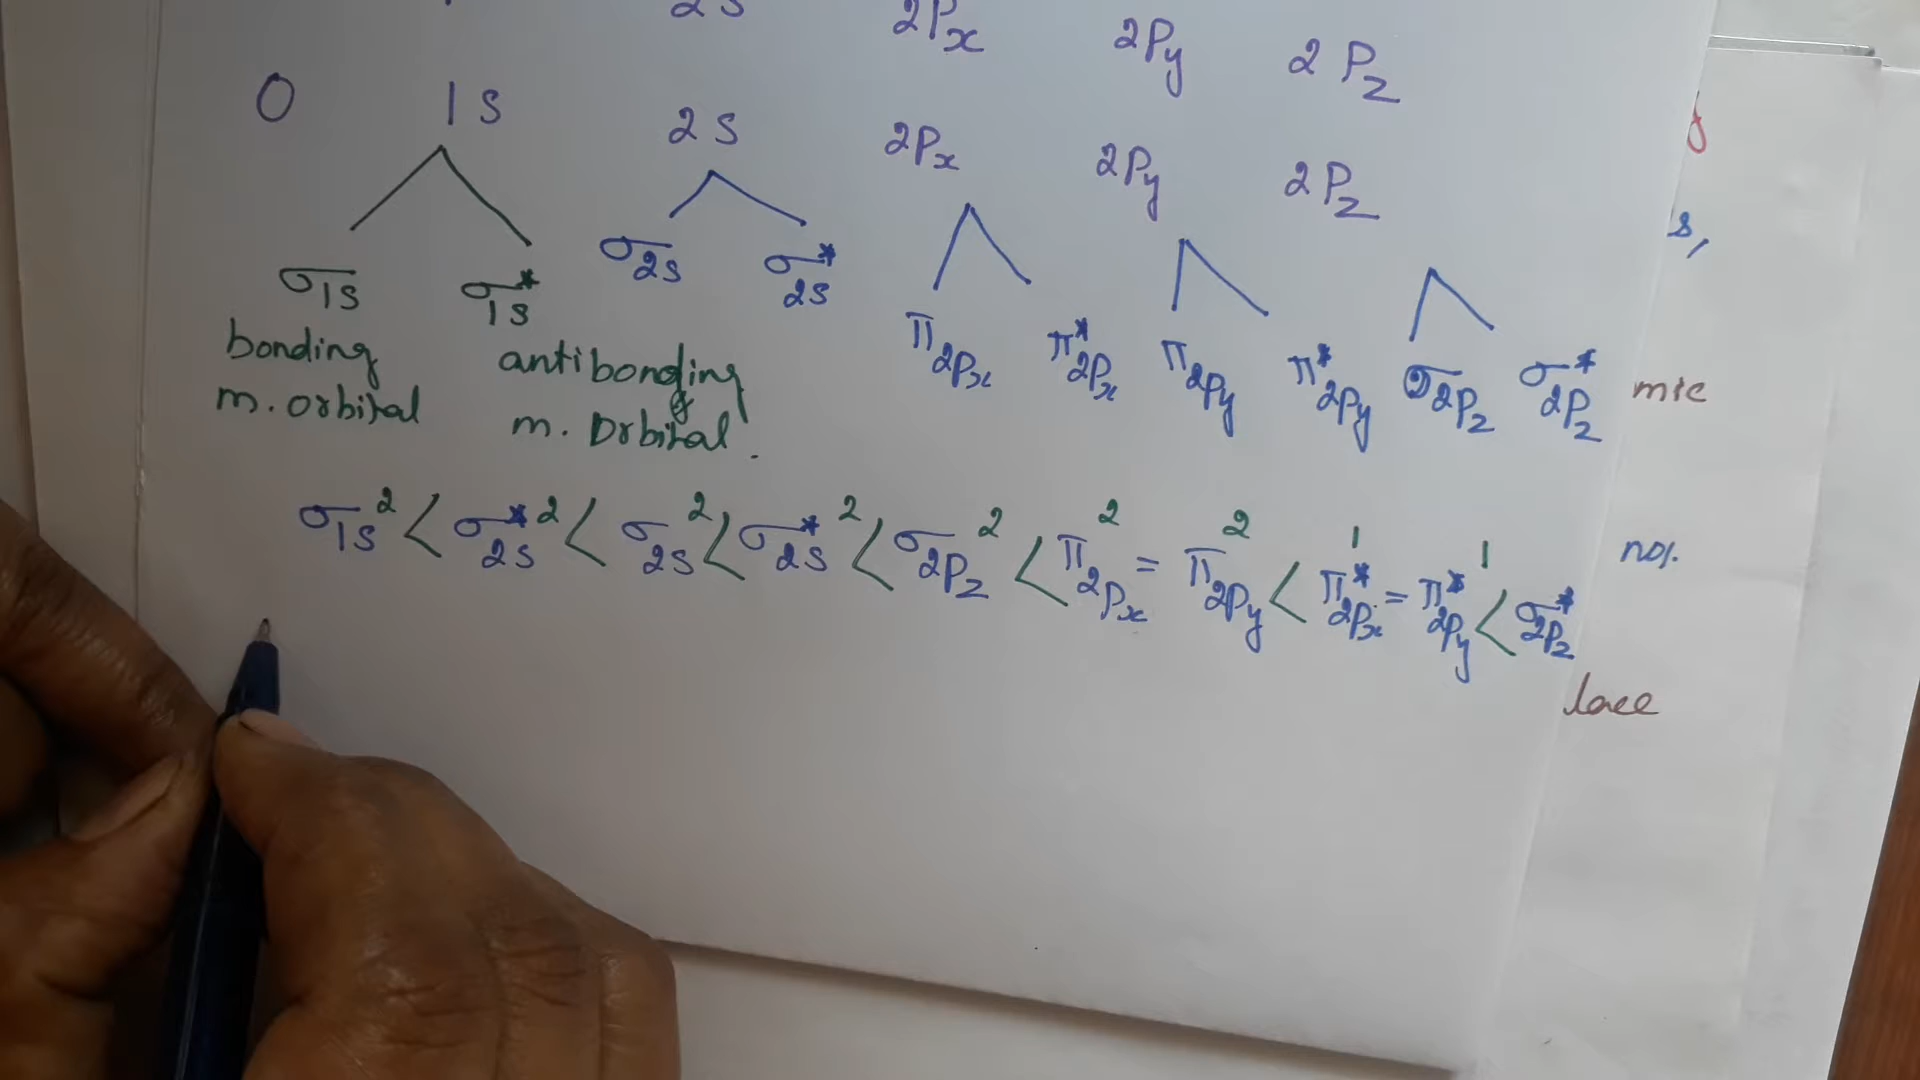 2S 2Px 2Py 2Pz
O 1S 2S 2Px 2Py 2Pz
σ1S σ*1S σ2S σ*2S π2Px π*2Px π2Py π*2Py σ2Pz σ*2Pz
bonding antibonding
m. orbital m. Orbital.
σ1S² < σ*2S² < σ2S² < σ*2S² < σ2Pz² < π2Px² = π2Py² < π*2Px¹ = π*2Py¹ < σ*2Pz
s,